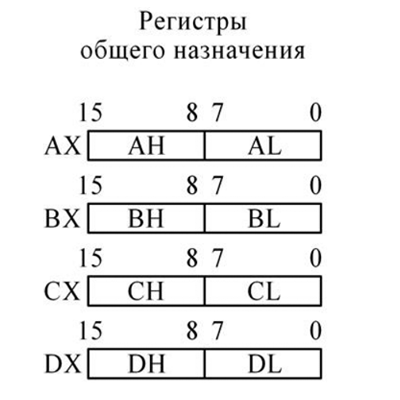 Регистры
общего назначения
15 8 7 0
AX AH AL
15 8 7 0
BX BH BL
15 8 7 0
CX CH CL
15 8 7 0
DX DH DL